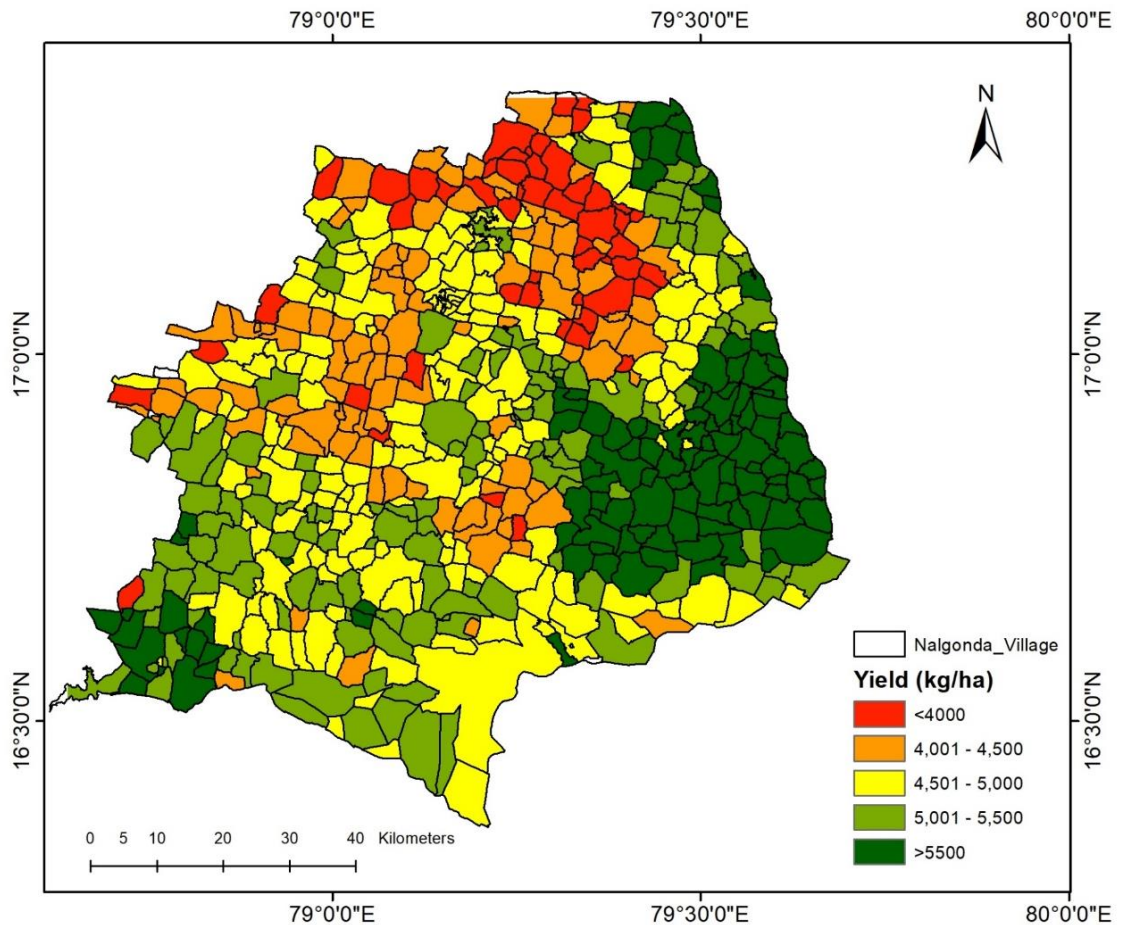 79°0'0"E 79°30'0"E 80°0'0"E
N
17°0'0"N 17°0'0"N
Nalgonda_Village
Yield (kg/ha)
<4000
4,001 - 4,500
16°30'0"N 16°30'0"N
4,501 - 5,000
5,001 - 5,500
0 5 10 20 30 40 Kilometers
>5500
79°0'0"E 79°30'0"E 80°0'0"E